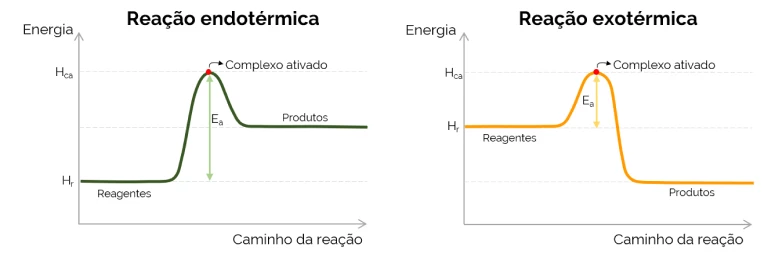 Reação endotérmica
Energia
Hca
Complexo ativado
Ea
Produtos
Hr
Reagentes
Caminho da reação
Reação exotérmica
Energia
Hca
Complexo ativado
Ea
Hr
Reagentes
Produtos
Caminho da reação